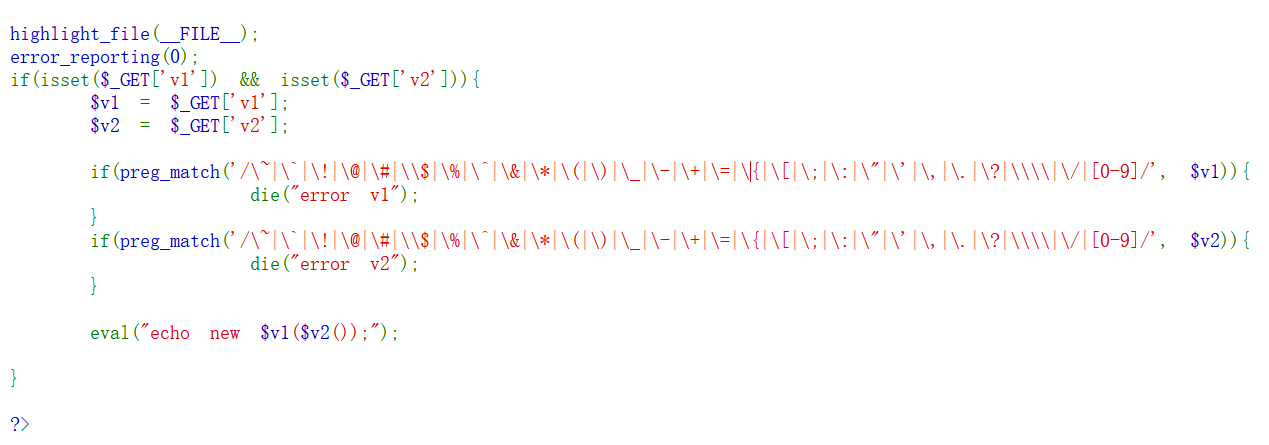 highlight_file(__FILE__);
error_reporting(0);
if(isset($_GET['v1']) && isset($_GET['v2'])){
$v1 = $_GET['v1'];
$v2 = $_GET['v2'];
if(preg_match('/\~|\`|\!|\@|\#|\\$|\%|\^|\&|\*|\(|\)|\_|\-|\+|\=|\{|\[|\;|\:|\"|\'|\,|\.|\?|\\\\|\/|[0-9]/', $v1)){
die("error v1");
}
if(preg_match('/\~|\`|\!|\@|\#|\\$|\%|\^|\&|\*|\(|\)|\_|\-|\+|\=|\{|\[|\;|\:|\"|\'|\,|\.|\?|\\\\|\/|[0-9]/', $v2)){
die("error v2");
}
eval("echo new $v1($v2());");
}
?>